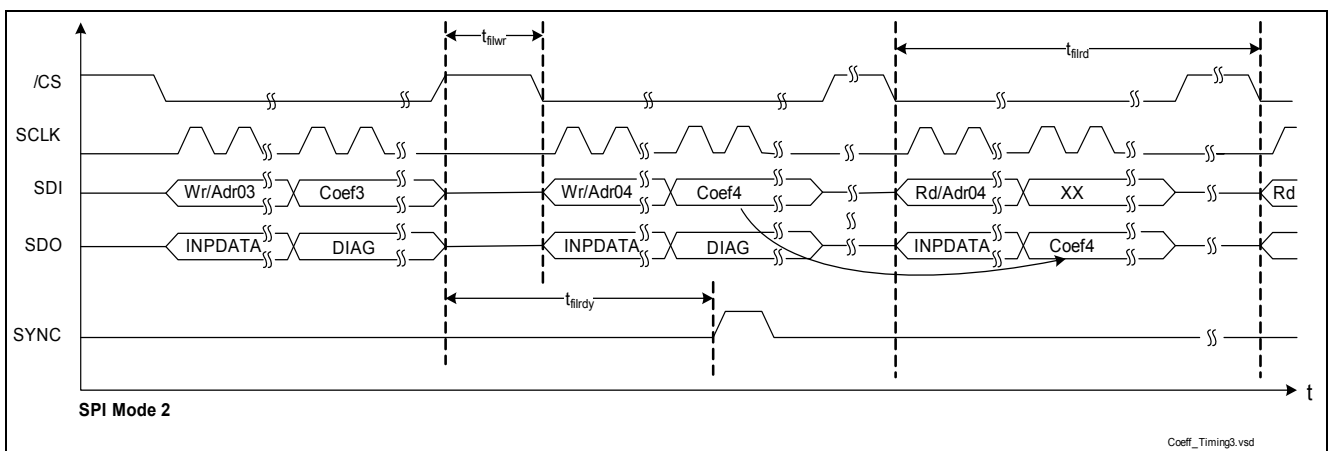 tfilwr
tfilrd
/CS
SCLK
SDI Wr/Adr03 Coef3 Wr/Adr04 Coef4 Rd/Adr04 XX Rd
SDO INPDATA DIAG INPDATA DIAG INPDATA Coef4
tfilrdy
SYNC
t
SPI Mode 2
Coeff_Timing3.vsd